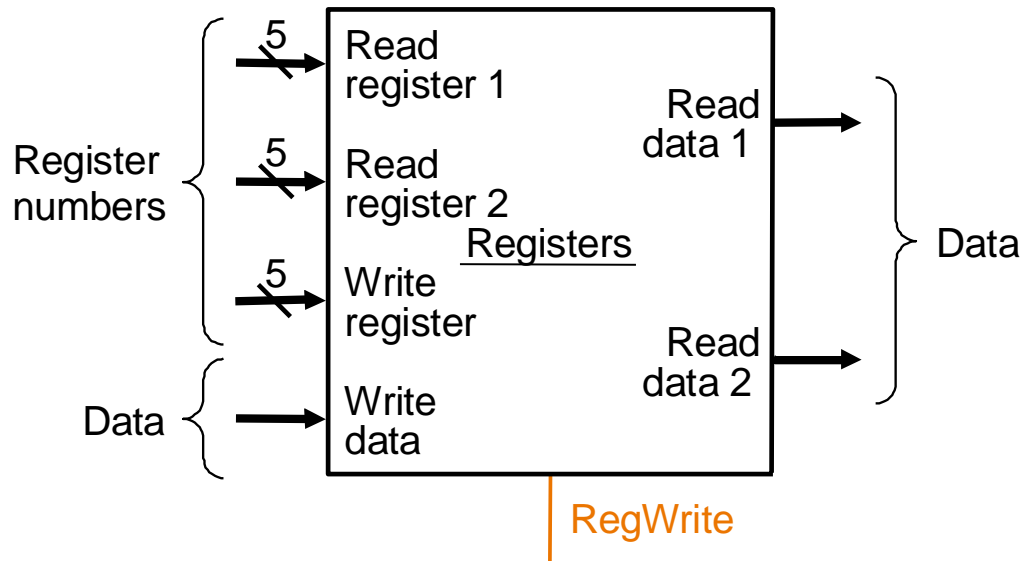 Register
numbers
Data
5
Read
register 1
5
Read
register 2
5
Write
register
Write
data
Registers
Read
data 1
Read
data 2
Data
RegWrite